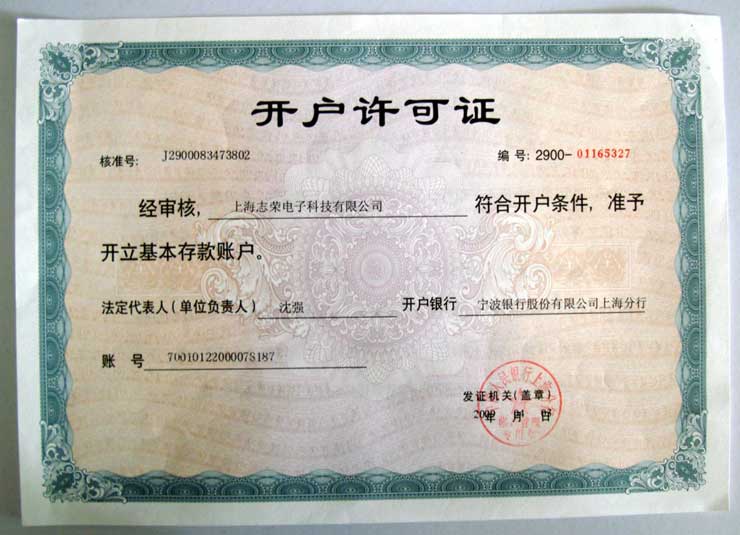 开户许可证
核准号: J2900083473802 编号: 2900-01165327
经审核, 上海志荣电子科技有限公司 符合开户条件, 准予
开立基本存款账户。
法定代表人(单位负责人) 沈强 开户银行 宁波银行股份有限公司上海分行
账 号 70010122000078187
发证机关(盖章)
2009 年 04 月 日